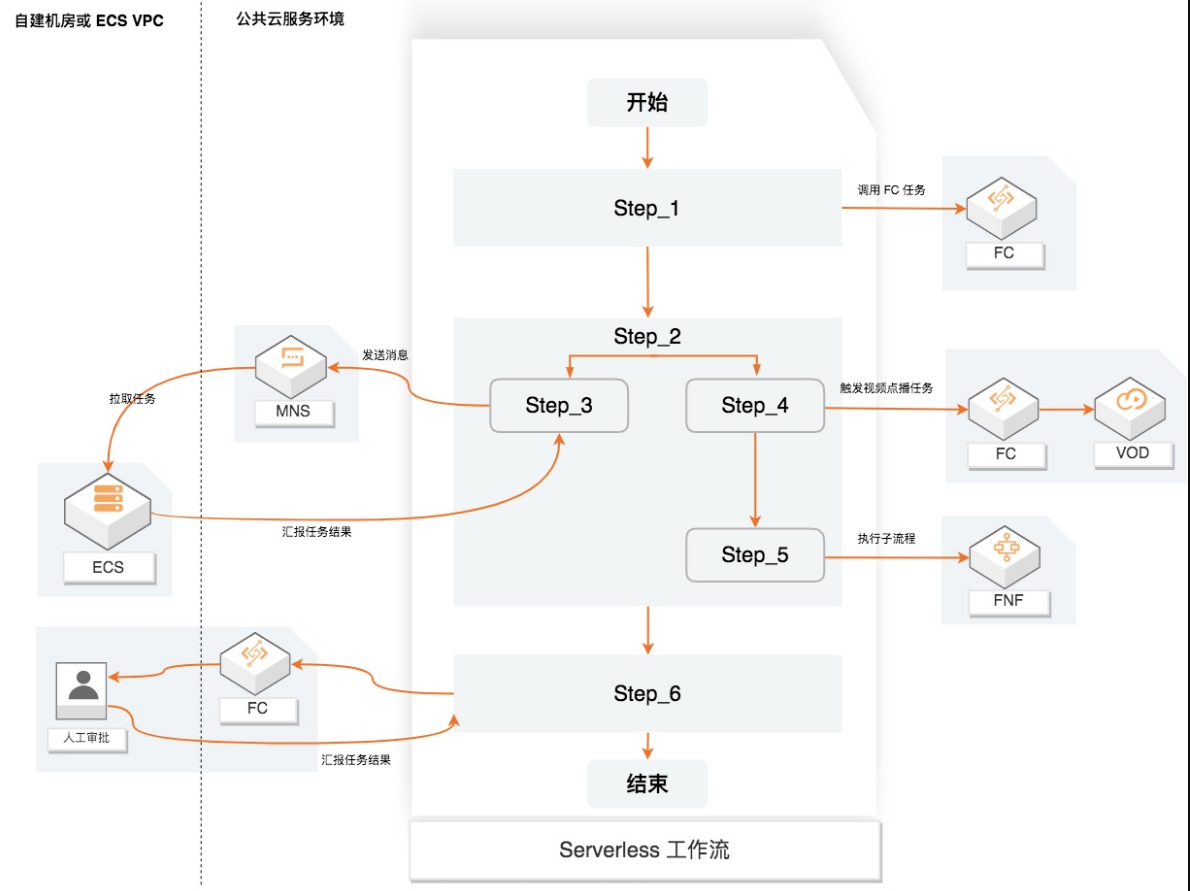 自建机房或 ECS VPC
公共云服务环境
开始
Step_1
调用 FC 任务
FC
Step_2
发送消息
MNS
拉取任务
Step_3
Step_4
触发视频点播任务
FC
VOD
汇报任务结果
ECS
Step_5
执行子流程
FNF
FC
人工审批
汇报任务结果
Step_6
结束
Serverless 工作流